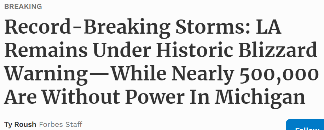 BREAKING
Record-Breaking Storms: LA
Remains Under Historic Blizzard
Warning—While Nearly 500,000
Are Without Power In Michigan
Ty Roush Forbes Staff